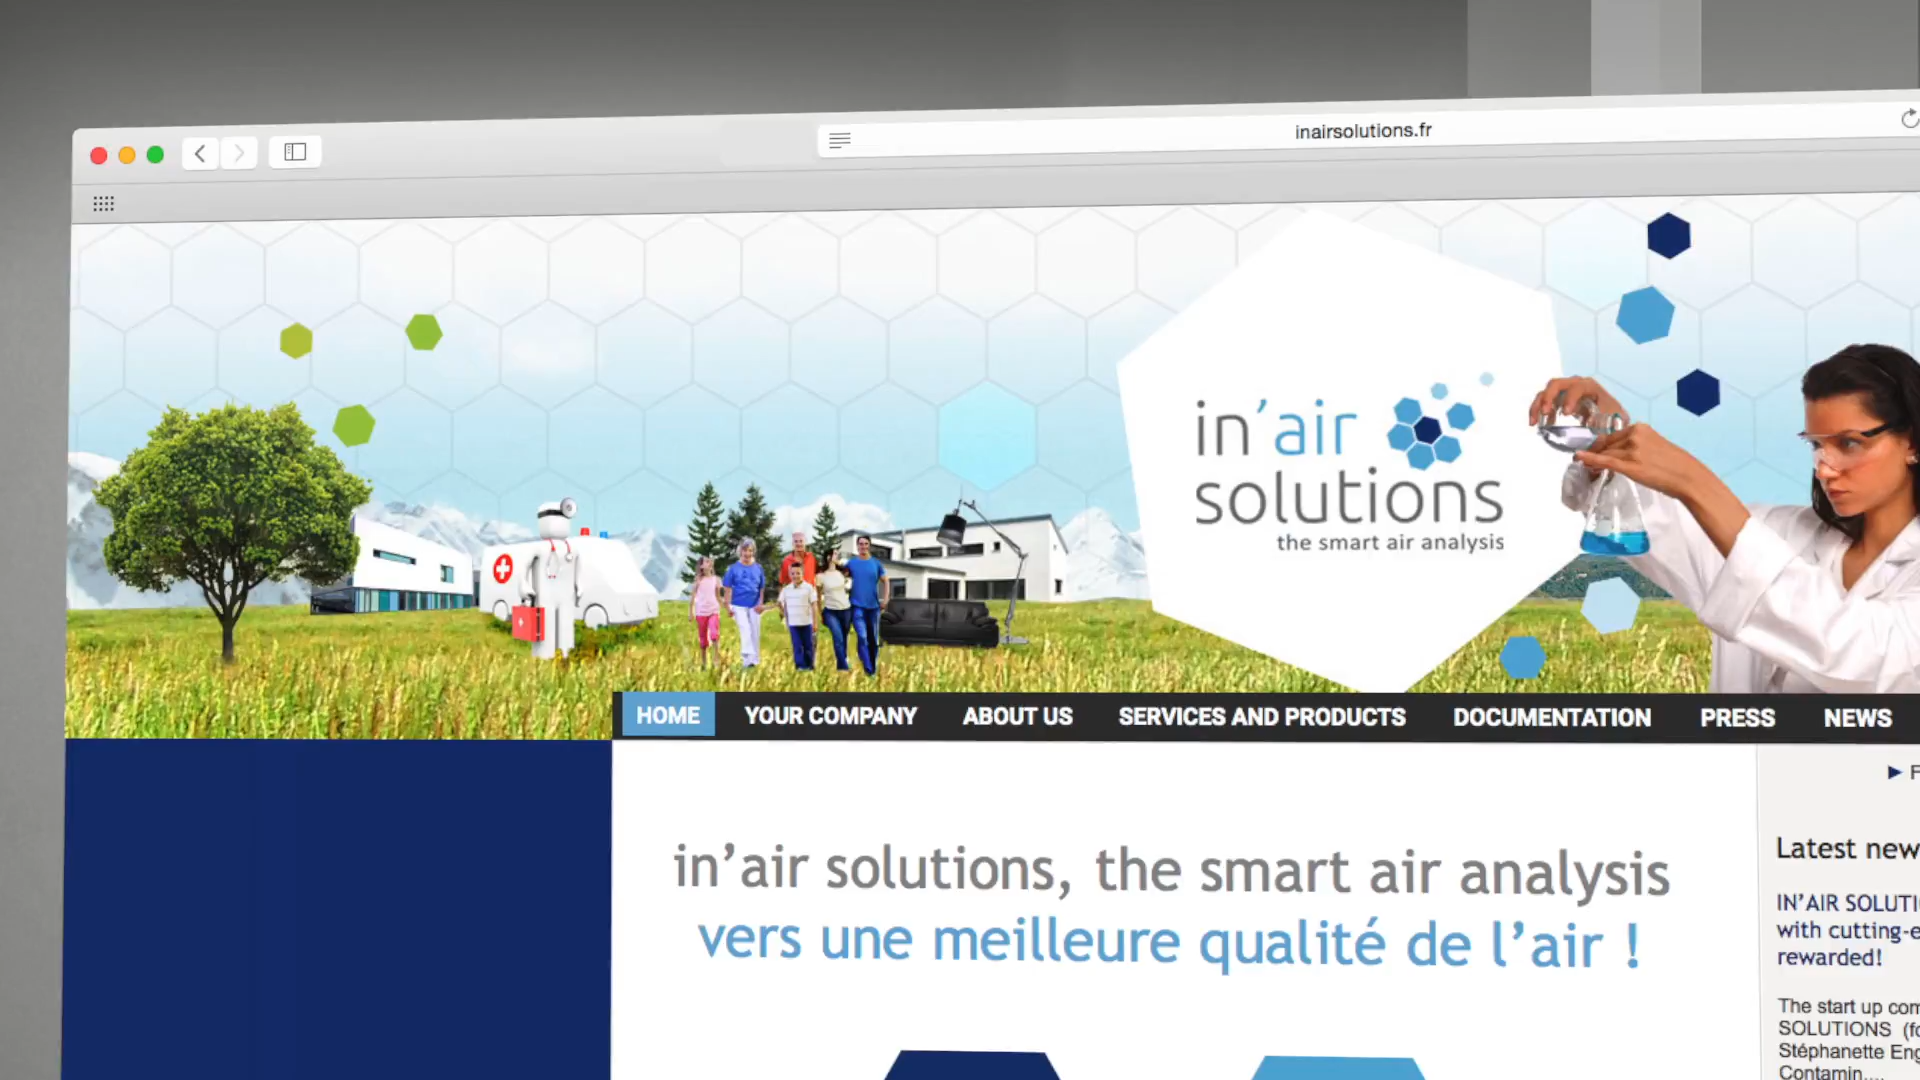 inairsolutions.fr
in’air
solutions
the smart air analysis
HOME YOUR COMPANY ABOUT US SERVICES AND PRODUCTS DOCUMENTATION PRESS NEWS
in’air solutions, the smart air analysis
vers une meilleure qualité de l’air !
Latest new
IN’AIR SOLUTI
with cutting-e
rewarded!
The start up com
SOLUTIONS (fo
Stéphanette Eng
Contamin....